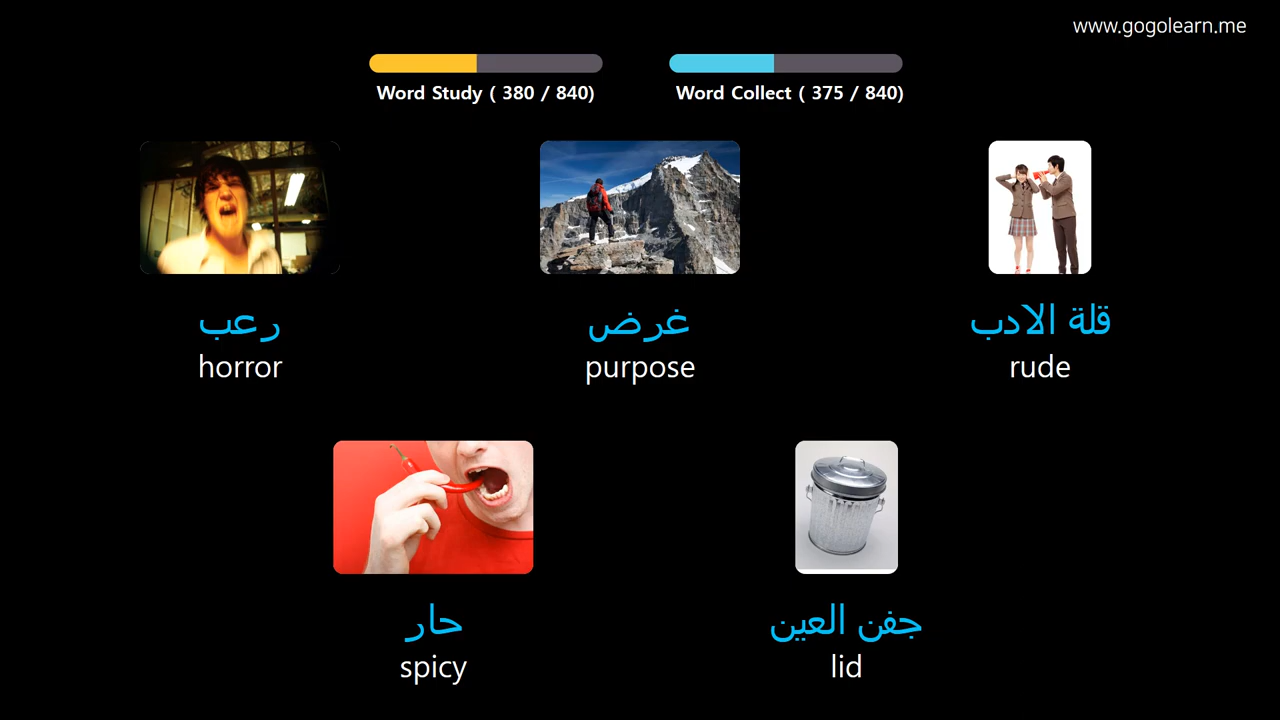 www.gogolearn.me
Word Study ( 380 / 840)
Word Collect ( 375 / 840)
رعب
horror
غرض
purpose
قلة الادب
rude
حار
spicy
جفن العين
lid